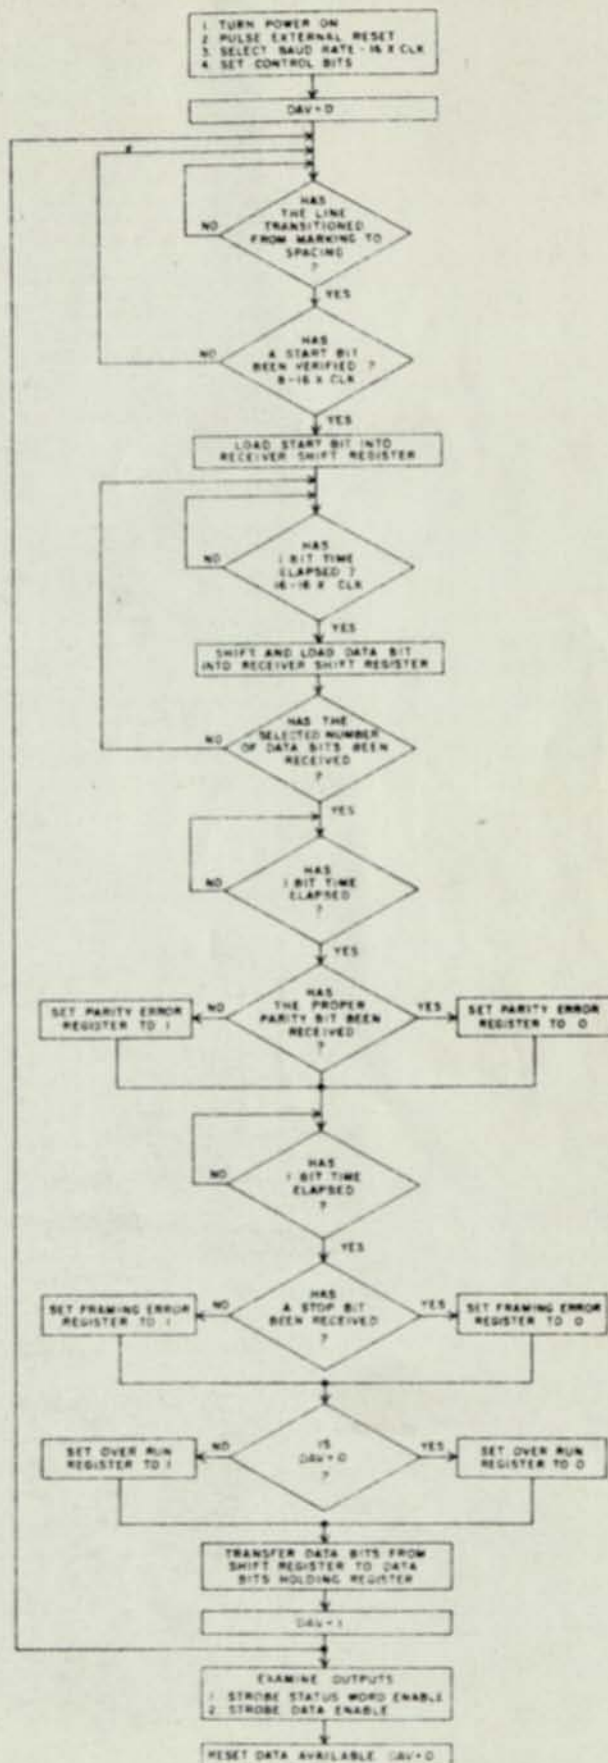 1. TURN POWER ON
2. PULSE EXTERNAL RESET
3. SELECT BAUD RATE - 16 X CLK
4. SET CONTROL BITS
DAV=0
HAS
THE LINE
TRANSITIONED
FROM MARKING TO
SPACING
?
NO
YES
HAS
A START BIT
BEEN VERIFIED ?
8-16 X CLK
NO
YES
LOAD START BIT INTO
RECEIVER SHIFT REGISTER
HAS
1 BIT TIME
ELAPSED ?
16-16 X CLK
NO
YES
SHIFT AND LOAD DATA BIT
INTO RECEIVER SHIFT REGISTER
HAS THE
SELECTED NUMBER
OF DATA BITS BEEN
RECEIVED
?
NO
YES
HAS
1 BIT TIME
ELAPSED
?
NO
YES
HAS
THE PROPER
PARITY BIT BEEN
RECEIVED
?
NO
YES
SET PARITY ERROR
REGISTER TO 1
SET PARITY ERROR
REGISTER TO 0
HAS
1 BIT TIME
ELAPSED
?
NO
YES
HAS
A STOP BIT
BEEN RECEIVED
?
NO
YES
SET FRAMING ERROR
REGISTER TO 1
SET FRAMING ERROR
REGISTER TO 0
IS
DAV=0
?
NO
YES
SET OVER RUN
REGISTER TO 1
SET OVER RUN
REGISTER TO 0
TRANSFER DATA BITS FROM
SHIFT REGISTER TO DATA
BITS HOLDING REGISTER
DAV=1
EXAMINE OUTPUTS
1 STROBE STATUS WORD ENABLE
2 STROBE DATA ENABLE
RESET DATA AVAILABLE DAV=0